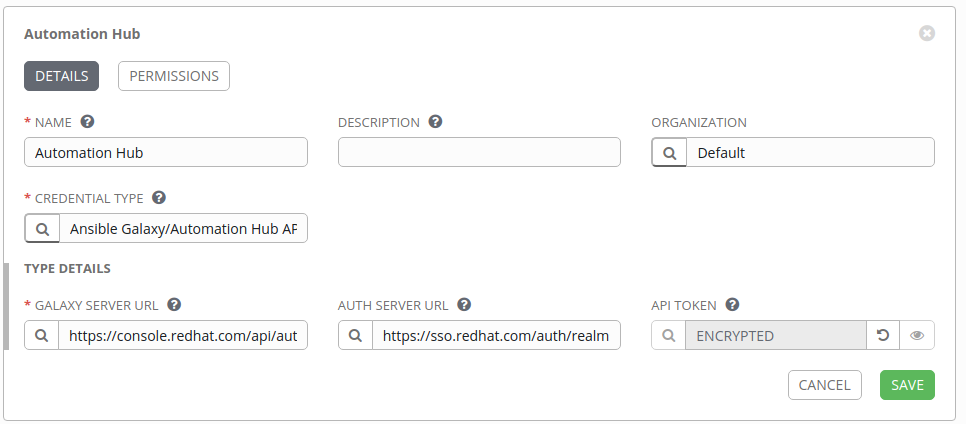 Automation Hub
DETAILS PERMISSIONS
* NAME ? DESCRIPTION ? ORGANIZATION
Automation Hub Default
* CREDENTIAL TYPE ?
Ansible Galaxy/Automation Hub AP
TYPE DETAILS
* GALAXY SERVER URL ? AUTH SERVER URL ? API TOKEN ?
https://console.redhat.com/api/aut https://sso.redhat.com/auth/realm ENCRYPTED
CANCEL SAVE